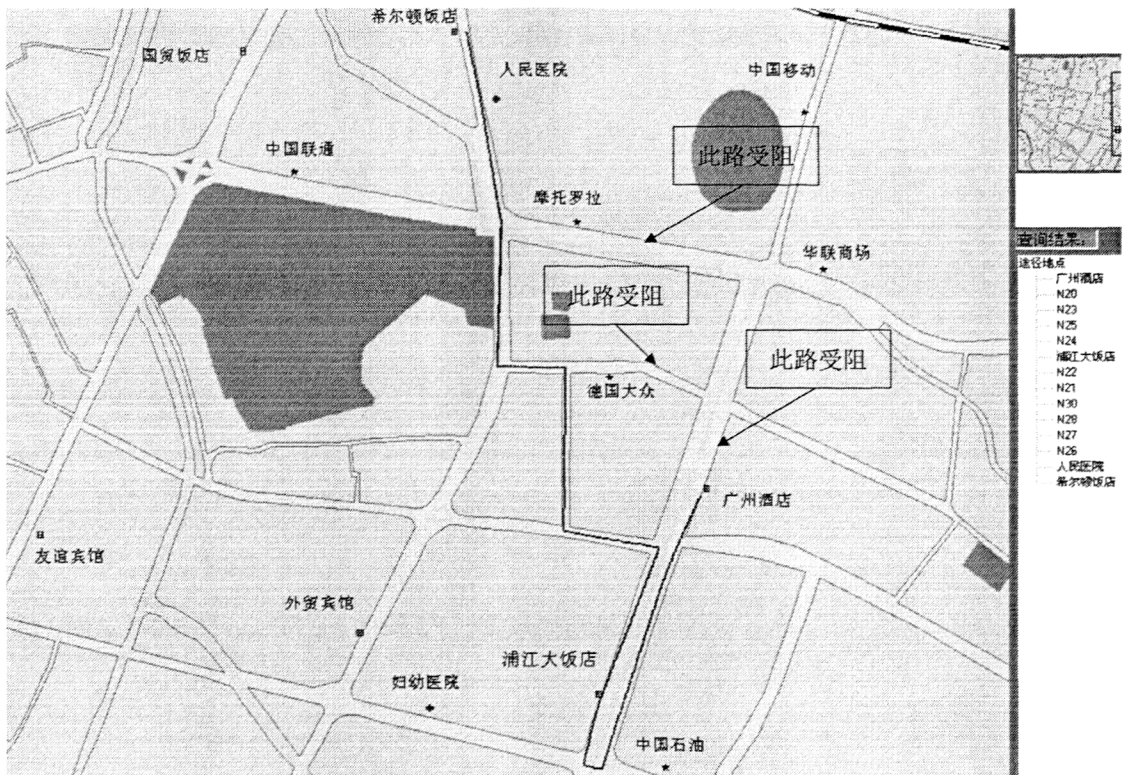 希尔顿饭店
国贸饭店
人民医院
中国移动
中国联通
此路受阻
摩托罗拉
华联商场
此路受阻
此路受阻
德国大众
广州酒店
友谊宾馆
外贸宾馆
浦江大饭店
妇幼医院
中国石油
查询结果:
途径地点
广州酒店
N20
N23
N25
N24
浦江大饭店
N22
N21
N30
N28
N27
N26
人民医院
希尔顿饭店